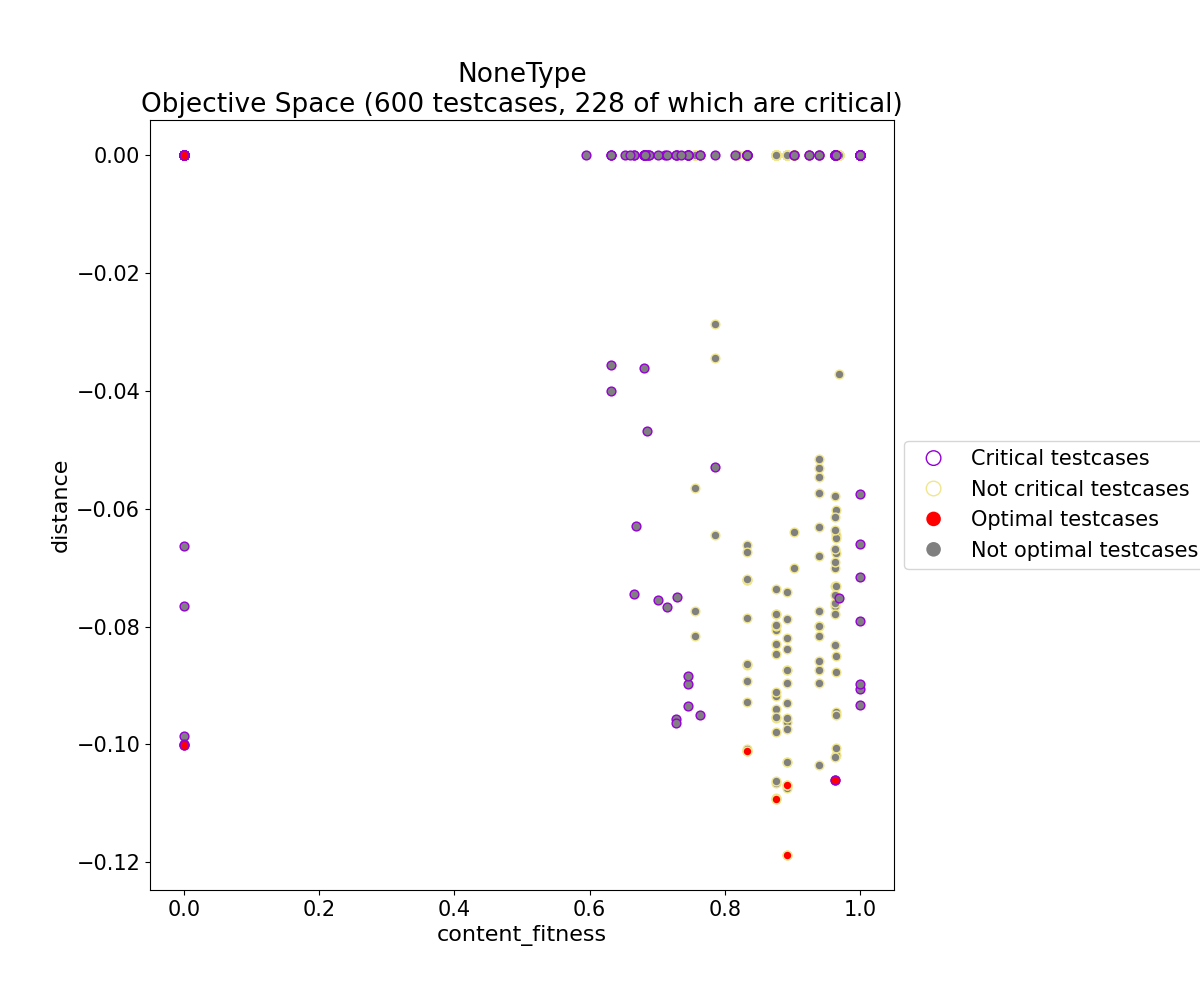 NoneType
Objective Space (600 testcases, 228 of which are critical)
0.00
−0.02
−0.04
−0.06
−0.08
−0.10
−0.12
distance
0.0 0.2 0.4 0.6 0.8 1.0
content_fitness
Critical testcases
Not critical testcases
Optimal testcases
Not optimal testcases